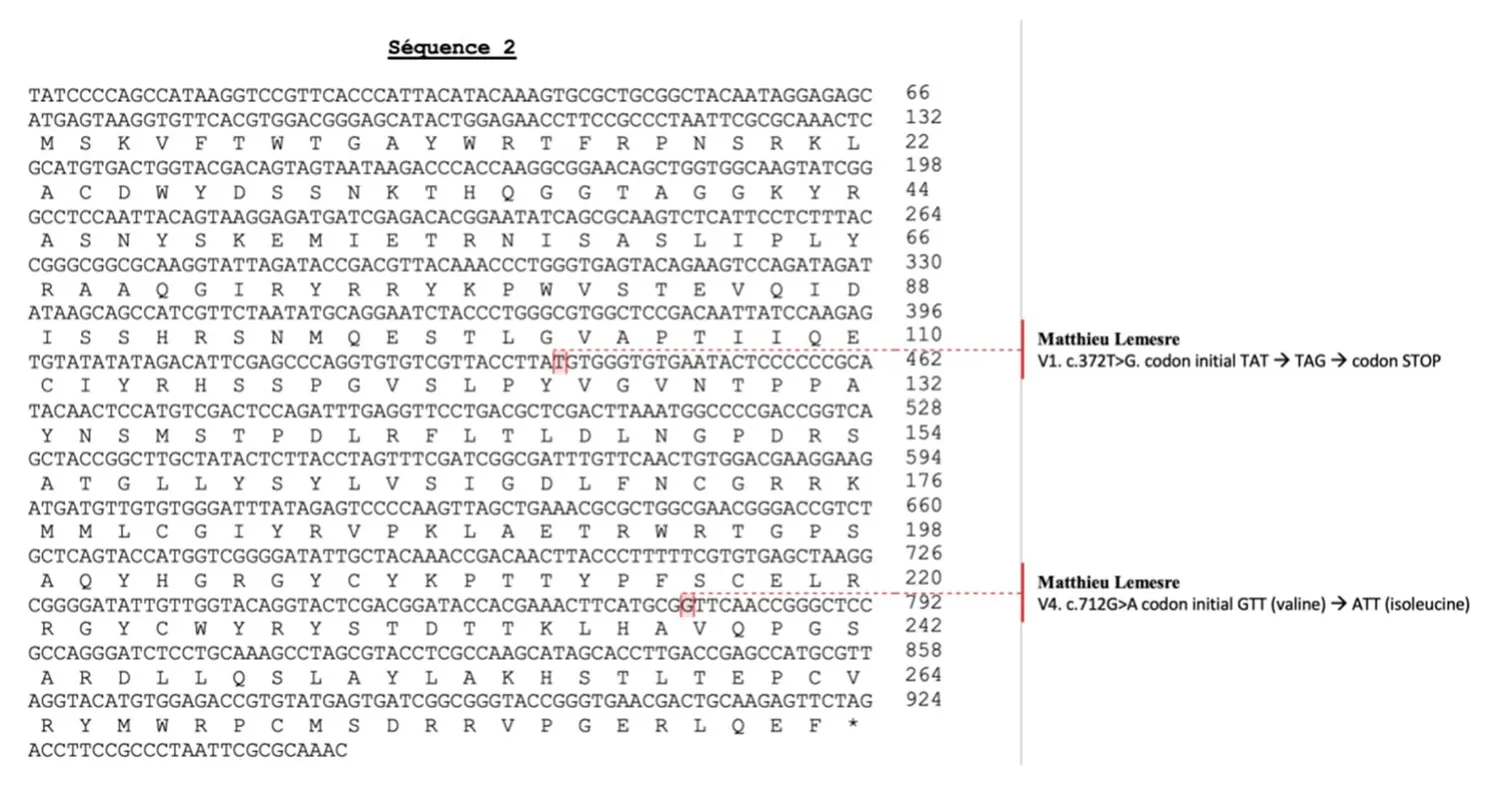 Séquence 2
TATCCCCAGCCATAAGGTCCGTTCACCCATTACATACAAAGTGCGCTGCGGCTACAATAGGAGAGC 66
ATGAGTAAGGTGTTCACGTGGACGGGAGCATACTGGAGAACCTTCCGCCCTAATTCGCGCAAACTC 132
M S K V F T W T G A Y W R T F R P N S R K L 22
GCATGTGACTGGTACGACAGTAGTAATAAGACCCACCAAGGCGGAACAGCTGGTGGCAAGTATCGG 198
A C D W Y D S S N K T H Q G G T A G G K Y R 44
GCCTCCAATTACAGTAAGGAGATGATCGAGACACGGAATATCAGCGCAAGTCTCATTCCTCTTTAC 264
A S N Y S K E M I E T R N I S A S L I P L Y 66
CGGGCGGCGCAAGGTATTAGATACCGACGTTACAAACCCTGGGTGAGTACAGAAGTCCAGATAGAT 330
R A A Q G I R Y R R Y K P W V S T E V Q I D 88
ATAAGCAGCCATCGTTCTAATATGCAGGAATCTACCCTGGGCGTGGCTCCGACAATTATCCAAGAG 396
I S S H R S N M Q E S T L G V A P T I I Q E 110
TGTATATATAGACATTCGAGCCCAGGTGTGTCGTTACCTTATGTGGGTGTGAATACTCCCCCCGCA 462
C I Y R H S S P G V S L P Y V G V N T P P A 132
TACAACTCCATGTCGACTCCAGATTTGAGGTTCCTGACGCTCGACTTAAATGGCCCCGACCGGTCA 528
Y N S M S T P D L R F L T L D L N G P D R S 154
GCTACCGGCTTGCTATACTCTTACCTAGTTTCGATCGGCGATTTGTTCAACTGTGGACGAAGGAAG 594
A T G L L Y S Y L V S I G D L F N C G R R K 176
ATGATGTTGTGTGGGATTTATAGAGTCCCCAAGTTAGCTGAAACGCGCTGGCGAACGGGACCGTCT 660
M M L C G I Y R V P K L A E T R W R T G P S 198
GCTCAGTACCATGGTCGGGGATATTGCTACAAACCGACAACTTACCCTTTTTCGTGTGAGCTAAGG 726
A Q Y H G R G Y C Y K P T T Y P F S C E L R 220
CGGGGATATTGTTGGTACAGGTACTCGACGGATACCACGAAACTTCATGCGGTTCAACCGGGCTCC 792
R G Y C W Y R Y S T D T T K L H A V Q P G S 242
GCCAGGGATCTCCTGCAAAGCCTAGCGTACCTCGCCAAGCATAGCACCTTGACCGAGCCATGCGTT 858
A R D L L Q S L A Y L A K H S T L T E P C V 264
AGGTACATGTGGAGACCGTGTATGAGTGATCGGCGGGTACCGGGTGAACGACTGCAAGAGTTCTAG 924
R Y M W R P C M S D R R V P G E R L Q E F *
ACCTTCCGCCCTAATTCGCGCAAAC
Matthieu Lemesre
V1. c.372T>G. codon initial TAT → TAG → codon STOP
Matthieu Lemesre
V4. c.712G>A codon initial GTT (valine) → ATT (isoleucine)